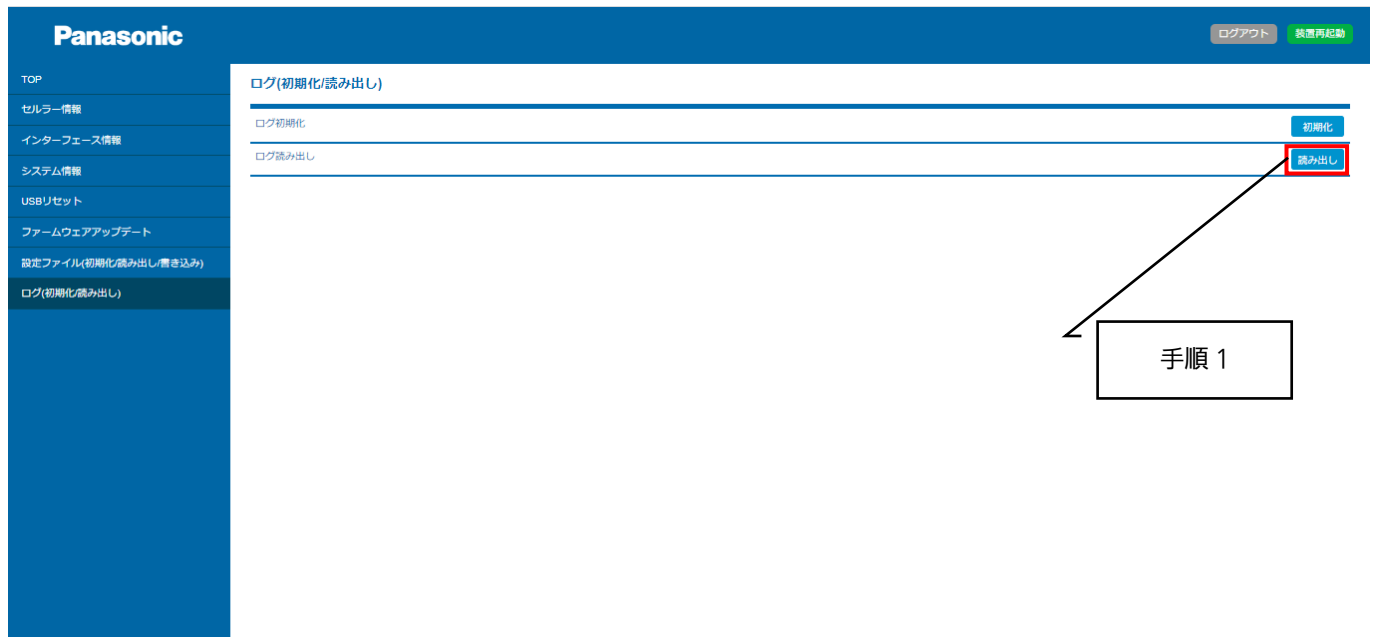 Panasonic
ログアウト
装置再起動
TOP
セルラー情報
インターフェース情報
システム情報
USBリセット
ファームウェアアップデート
設定ファイル(初期化/読み出し/書き込み)
ログ(初期化/読み出し)
ログ(初期化/読み出し)
ログ初期化
初期化
ログ読み出し
読み出し
手順 1